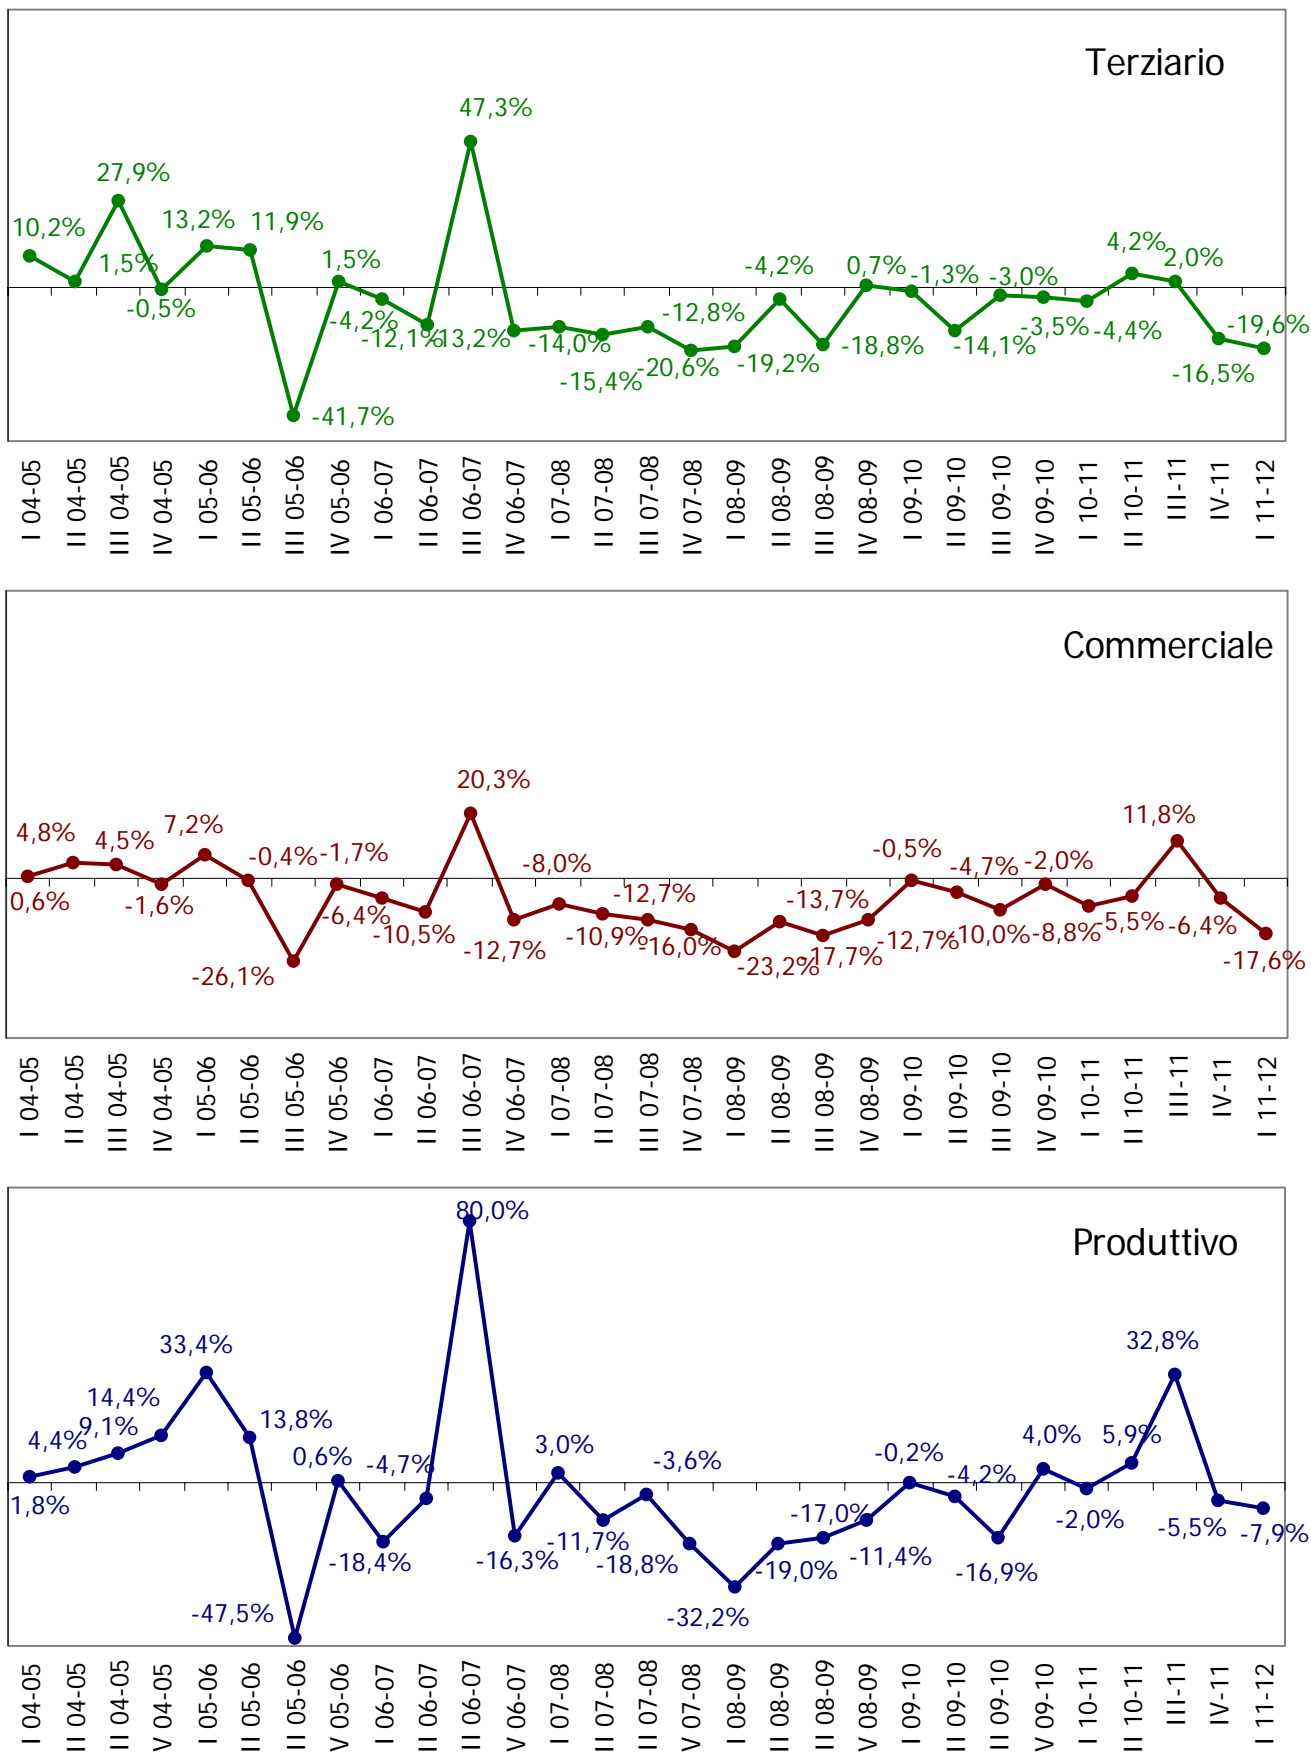 Terziario
47,3%
27,9%
13,2%
11,9%
10,2%
4,2%
2,0%
1,5%
1,5%
-4,2%
0,7%
-1,3%
-3,0%
-0,5%
-4,2%
-12,1%
-13,2%
-14,0%
-12,8%
-18,8%
-14,1%
-3,5%
-4,4%
-19,6%
-15,4%
-20,6%
-19,2%
-16,5%
-41,7%
I 04-05
II 04-05
III 04-05
IV 04-05
I 05-06
II 05-06
III 05-06
IV 05-06
I 06-07
II 06-07
III 06-07
IV 06-07
I 07-08
II 07-08
III 07-08
IV 07-08
I 08-09
II 08-09
III 08-09
IV 08-09
I 09-10
II 09-10
III 09-10
IV 09-10
I 10-11
II 10-11
III-11
IV-11
I 11-12
Commerciale
20,3%
11,8%
4,8%
4,5%
7,2%
-0,4%
-1,7%
-8,0%
-0,5%
-4,7%
-2,0%
0,6%
-1,6%
-6,4%
-12,7%
-13,7%
-10,5%
-12,7%
-10,9%
-16,0%
-17,7%
-12,7%
-10,0%
-8,8%
-5,5%
-6,4%
-26,1%
-23,2%
-17,6%
I 04-05
II 04-05
III 04-05
IV 04-05
I 05-06
II 05-06
III 05-06
IV 05-06
I 06-07
II 06-07
III 06-07
IV 06-07
I 07-08
II 07-08
III 07-08
IV 07-08
I 08-09
II 08-09
III 08-09
IV 08-09
I 09-10
II 09-10
III 09-10
IV 09-10
I 10-11
II 10-11
III-11
IV-11
I 11-12
80,0%
Produttivo
33,4%
32,8%
14,4%
13,8%
4,4%
9,1%
0,6%
-4,7%
3,0%
-3,6%
-0,2%
-4,2%
4,0%
5,9%
1,8%
-18,4%
-16,3%
-11,7%
-18,8%
-17,0%
-19,0%
-11,4%
-16,9%
-2,0%
-5,5%
-7,9%
-47,5%
-32,2%
I 04-05
II 04-05
II 04-05
V 04-05
I 05-06
II 05-06
II 05-06
V 05-06
I 06-07
II 06-07
II 06-07
V 06-07
I 07-08
II 07-08
II 07-08
V 07-08
I 08-09
II 08-09
II 08-09
V 08-09
I 09-10
II 09-10
II 09-10
V 09-10
I 10-11
II 10-11
III-11
IV-11
I 11-12